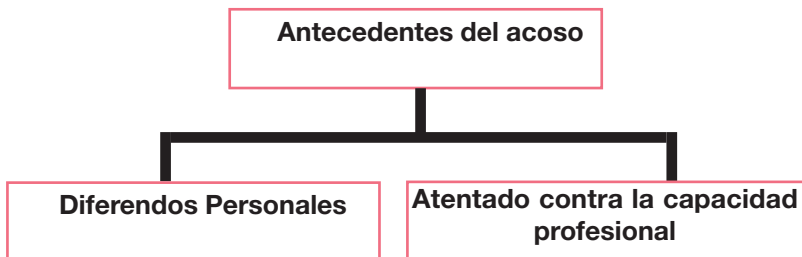 Antecedentes del acoso
Diferendos Personales
Atentado contra la capacidad
profesional